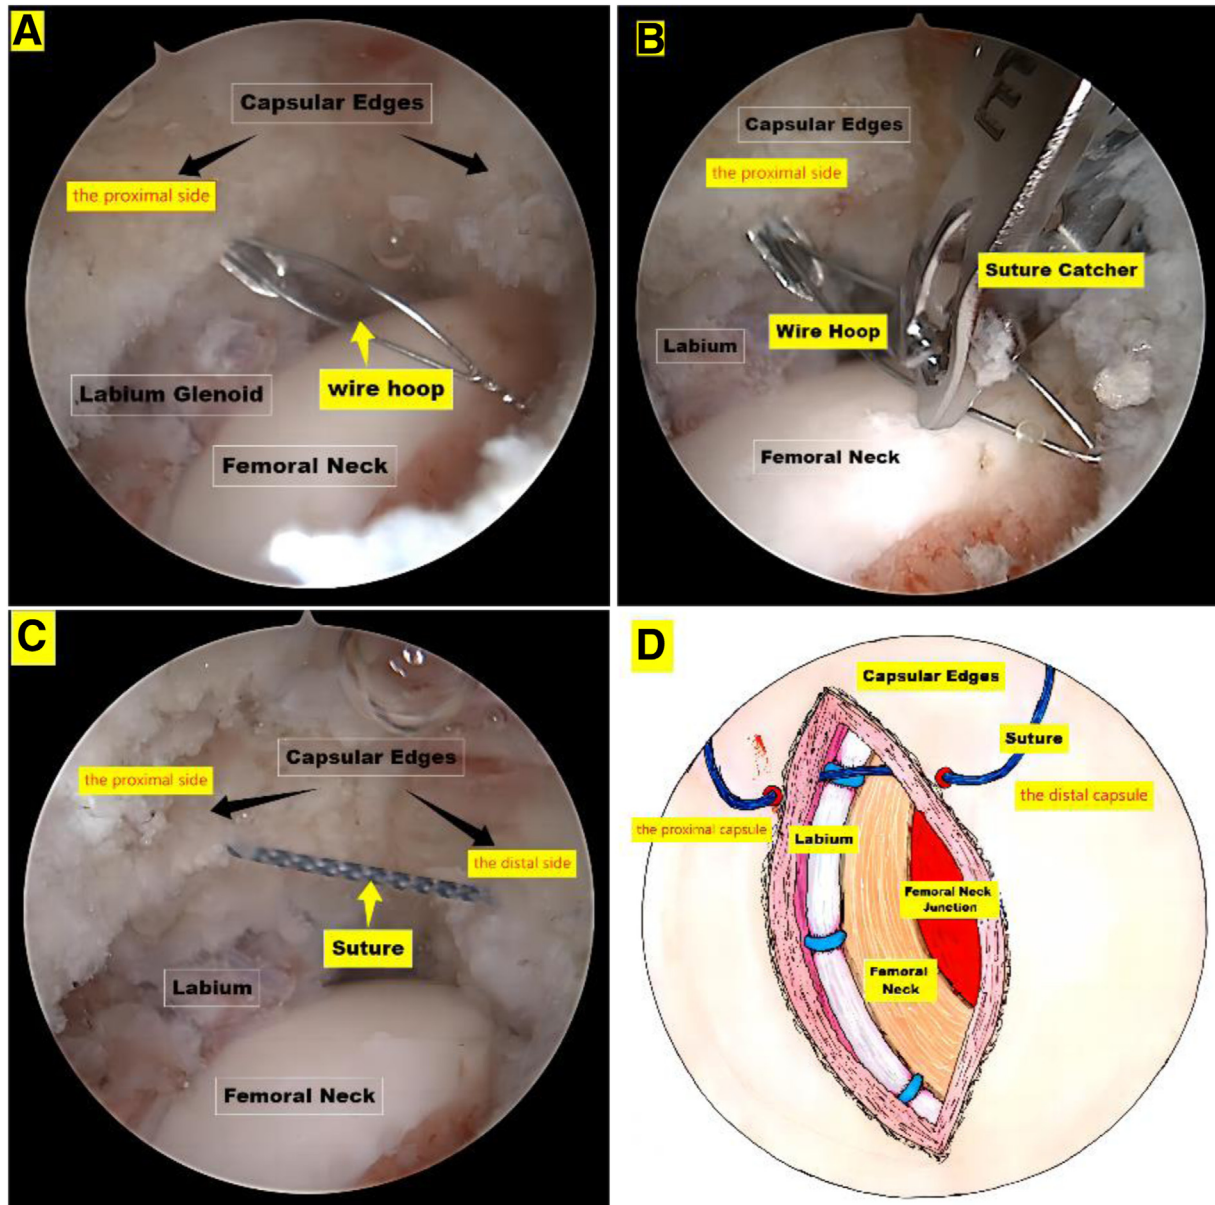 A
Capsular Edges
the proximal side
wire hoop
Labium Glenoid
Femoral Neck
B
Capsular Edges
the proximal side
Suture Catcher
Wire Hoop
Labium
Femoral Neck
C
Capsular Edges
the proximal side
the distal side
Suture
Labium
Femoral Neck
D
Capsular Edges
Suture
the distal capsule
the proximal capsule
Labium
Femoral Neck
Junction
Femoral
Neck